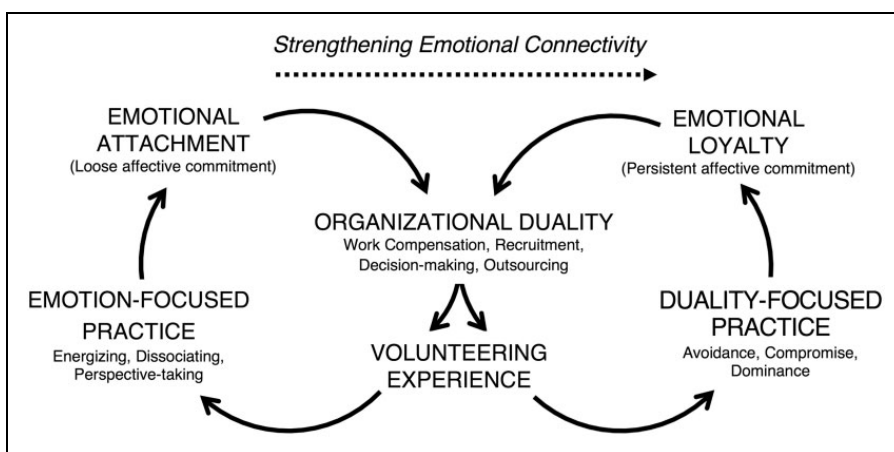 Strengthening Emotional Connectivity
EMOTIONAL
ATTACHMENT
(Loose affective commitment)
EMOTIONAL
LOYALTY
(Persistent affective commitment)
ORGANIZATIONAL DUALITY
Work Compensation, Recruitment,
Decision-making, Outsourcing
EMOTION-FOCUSED
PRACTICE
Energizing, Dissociating,
Perspective-taking
VOLUNTEERING
EXPERIENCE
DUALITY-FOCUSED
PRACTICE
Avoidance, Compromise,
Dominance